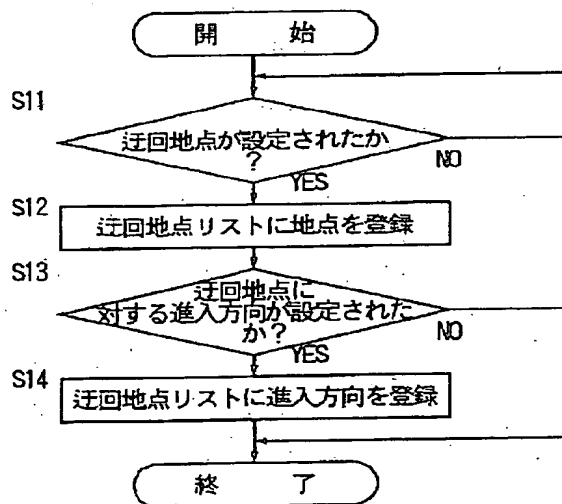 開 始
S11
迂回地点が設定されたか
?
NO
YES
S12
迂回地点リストに地点を登録
S13
迂回地点に
対する進入方向が設定された
か?
NO
YES
S14
迂回地点リストに進入方向を登録
終 了